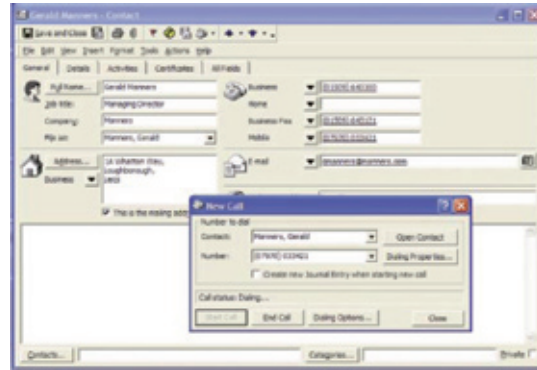 Gerald Manners - Contact
Save and Close
File Edit View Insert Format Tools Actions Help
General Details Activities Certificates All Fields
Full Name... Gerald Manners Business
Job title: Managing Director Home
Company: Manners Business Fax
File as: Manners, Gerald Mobile
Address... E-mail
Loughborough,
Business Leics
This is the mailing
New Call
Number to dial
Contact: Manners, Gerald Open Contact
Number: Dialing Properties...
Create new Journal Entry when starting new call
Call status: Dialing...
Start Call End Call Dialing Options... Close
Contacts... Categories... Private